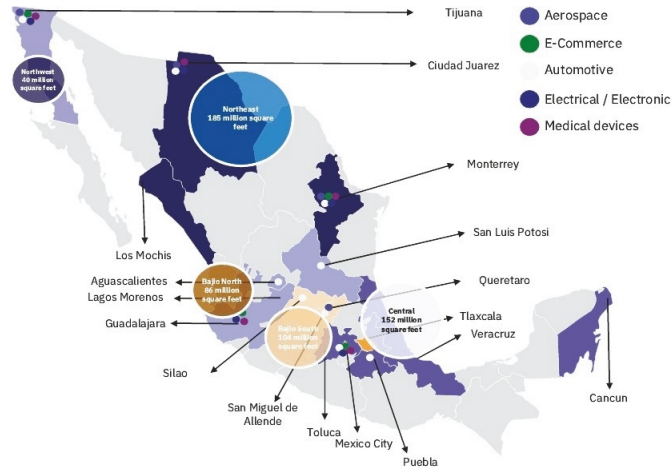 Tijuana
Aerospace
E-Commerce
Ciudad Juarez
Automotive
Northwest
40 million
square feet
Electrical / Electronic
Northeast
185 million square
feet
Medical devices
Monterrey
San Luis Potosi
Los Mochis
Aguascalientes
Bajio North
86 million
square feet
Queretaro
Lagos Morenos
Central
152 million
square feet
Tlaxcala
Guadalajara
Veracruz
Bajio South
104 million
square feet
Silao
San Miguel de
Allende
Cancun
Toluca
Mexico City
Puebla